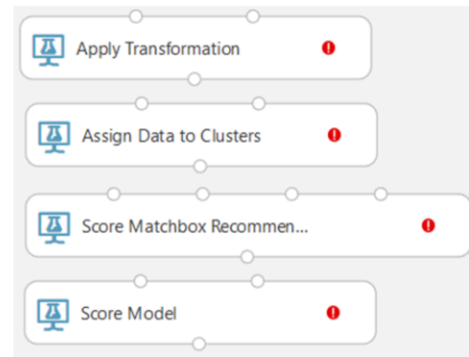 Apply Transformation
Assign Data to Clusters
Score Matchbox Recommen...
Score Model